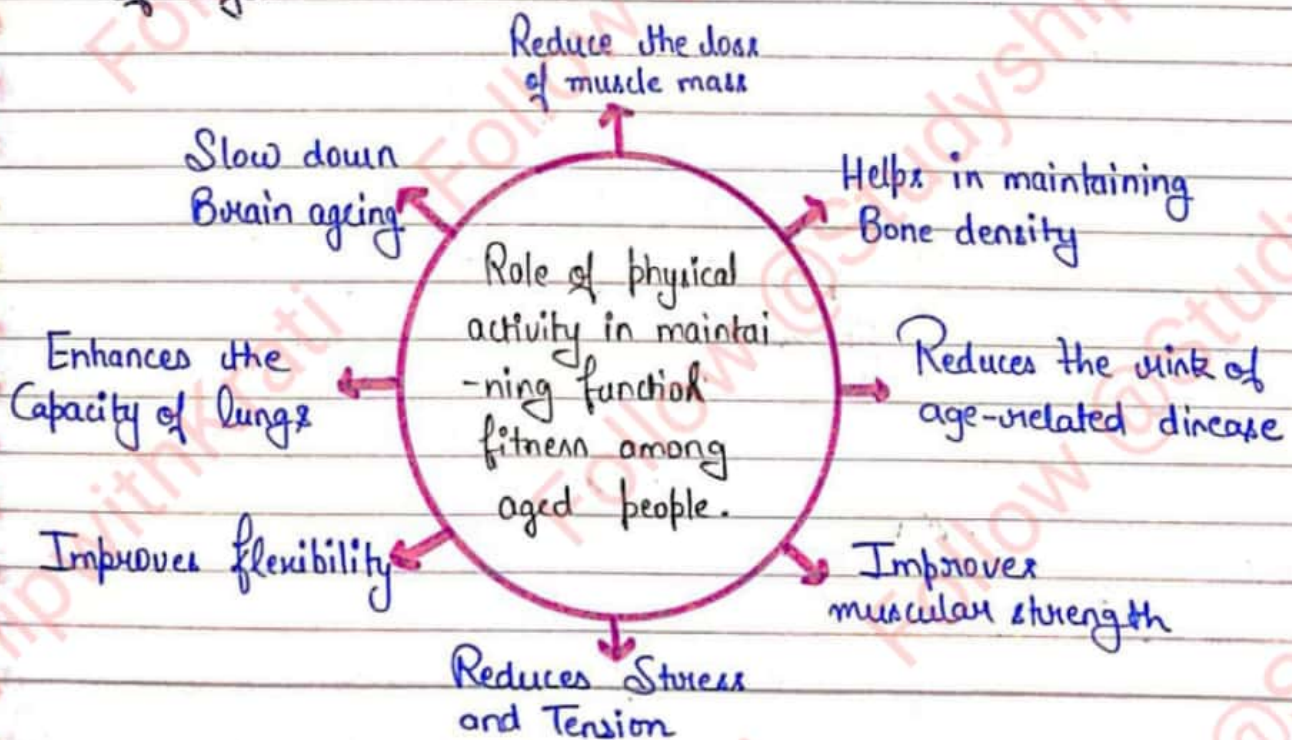 Reduce the loss
of muscle mass
Slow down
Brain ageing
Helps in maintaining
Bone density
Role of physical
activity in maintai
-ning function
fitness among
aged people.
Enhances the
Capacity of lungs
Reduces the risk of
age-related disease
Improves flexibility
Improves
muscular strength
Reduces Stress
and Tension